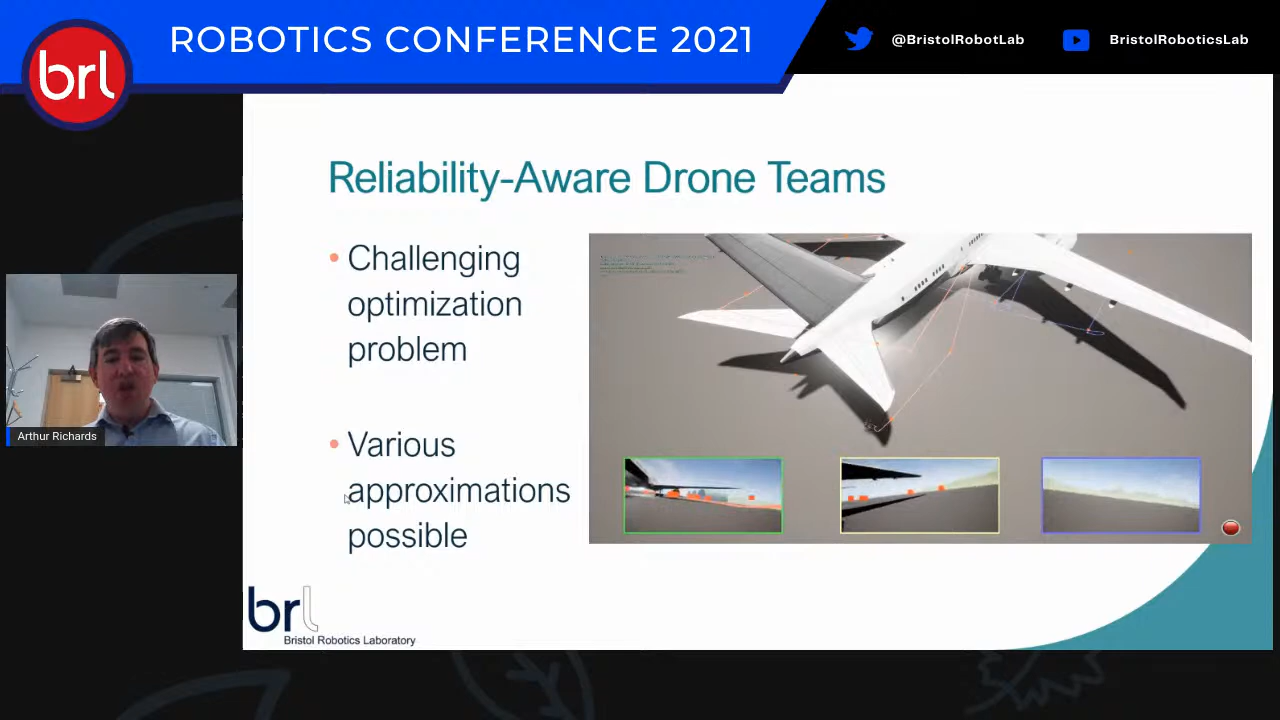 brl
ROBOTICS CONFERENCE 2021
@BristolRobotLab
BristolRoboticsLab
Reliability-Aware Drone Teams
• Challenging
optimization
problem
• Various
approximations
possible
Arthur Richards
brl
Bristol Robotics Laboratory